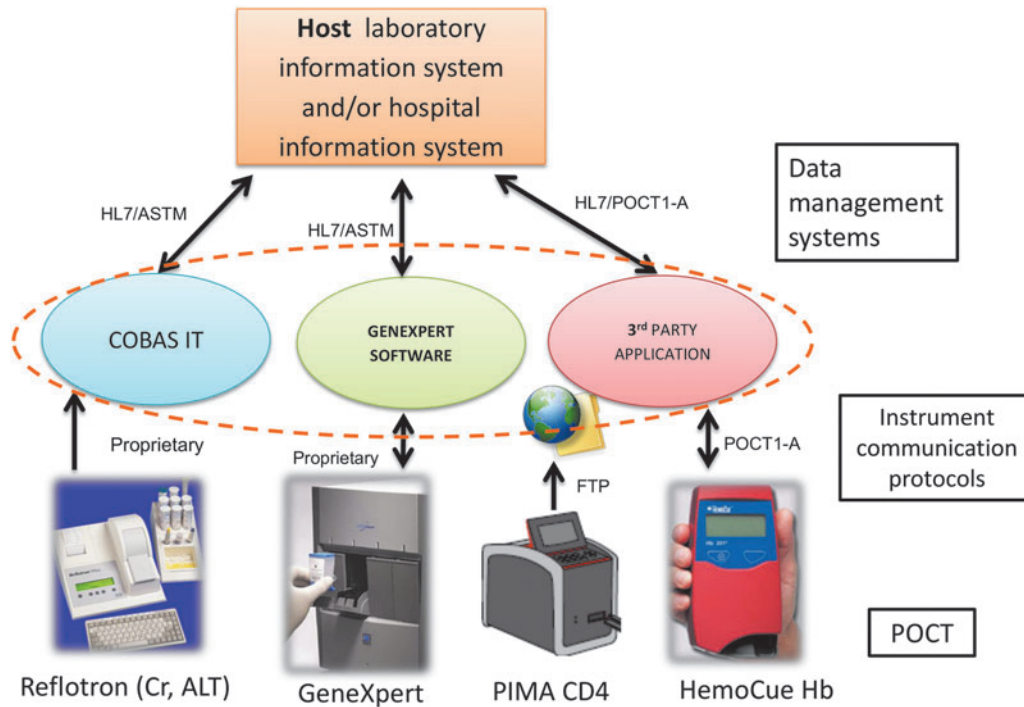 Host laboratory
information system
and/or hospital
information system
Data
management
systems
HL7/ASTM
HL7/ASTM
HL7/POCT1-A
COBAS IT
GENEXPERT
SOFTWARE
3rd PARTY
APPLICATION
Instrument
communication
protocols
Proprietary
Proprietary
FTP
POCT1-A
POCT
Reflotron (Cr, ALT)
GeneXpert
PIMA CD4
HemoCue Hb